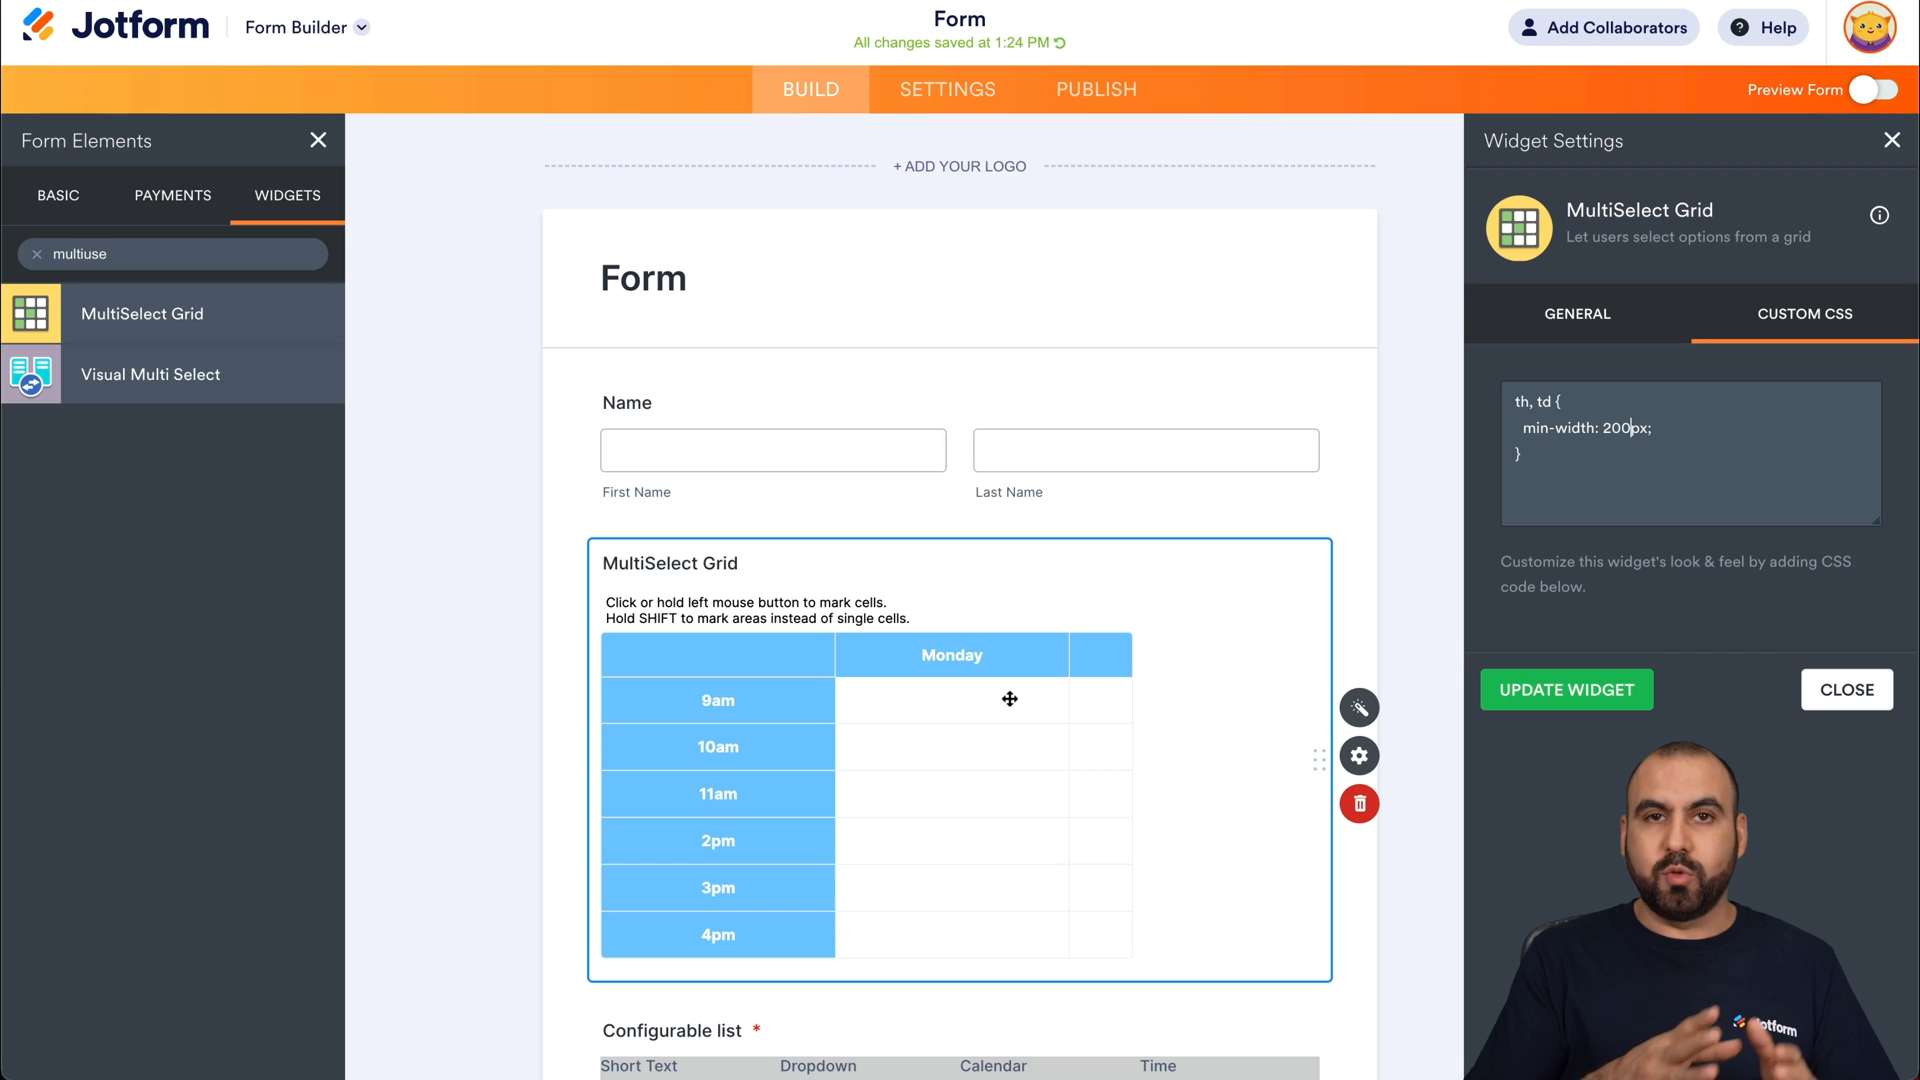 Jotform
Form Builder
Form
All changes saved at 1:24 PM
Add Collaborators
? Help
BUILD
SETTINGS
PUBLISH
Preview Form
Form Elements
BASIC
PAYMENTS
WIDGETS
multiuse
MultiSelect Grid
Visual Multi Select
+ ADD YOUR LOGO
Form
Name
First Name
Last Name
MultiSelect Grid
Click or hold left mouse button to mark cells.
Hold SHIFT to mark areas instead of single cells.
Monday
9am
10am
11am
2pm
3pm
4pm
Configurable list *
Short Text
Dropdown
Calendar
Time
Widget Settings
MultiSelect Grid
Let users select options from a grid
GENERAL
CUSTOM CSS
th, td {
min-width: 200px;
}
Customize this widget's look & feel by adding CSS
code below.
UPDATE WIDGET
CLOSE
Jotform